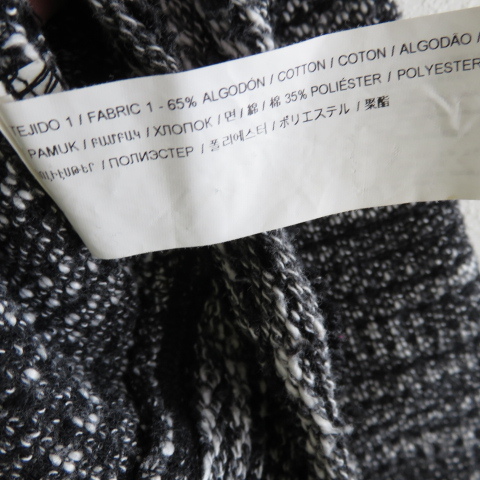 TEJIDO 1 / FABRIC 1 - 65% ALGODÓN / COTTON / COTON / ALGODÃO /
PAMUK / ԲԱՄԲԱԿ / ХЛОПОК / 면 / 綿 / 棉 35% POLIÉSTER / POLYESTER
/ ПОЛИЭСТЕР / 폴리에스터 / ポリエステル / 聚酯